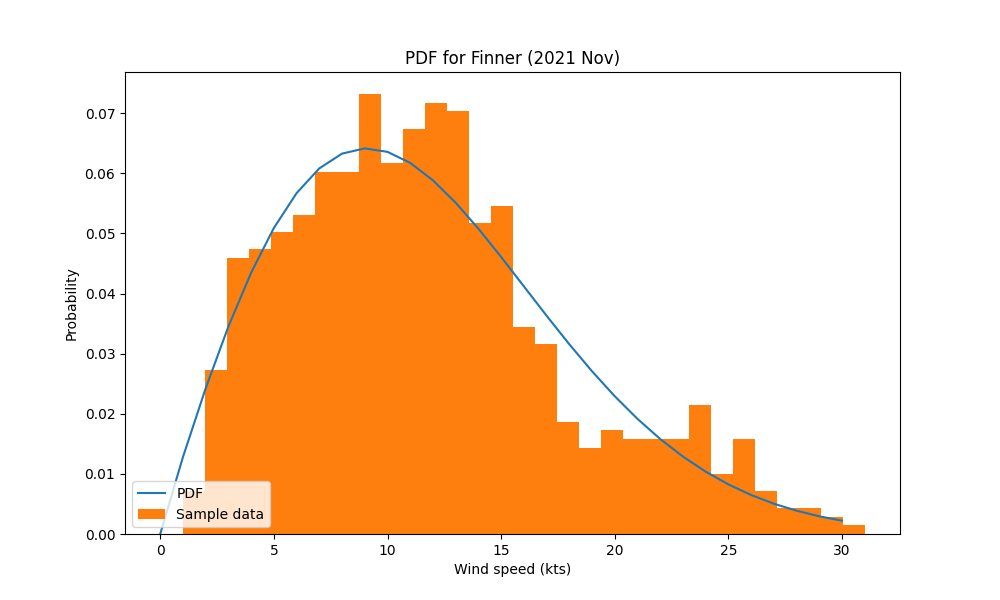 PDF for Finner (2021 Nov)
Probability
0.07
0.06
0.05
0.04
0.03
0.02
0.01
0.00
PDF
Sample data
0 5 10 15 20 25 30
Wind speed (kts)